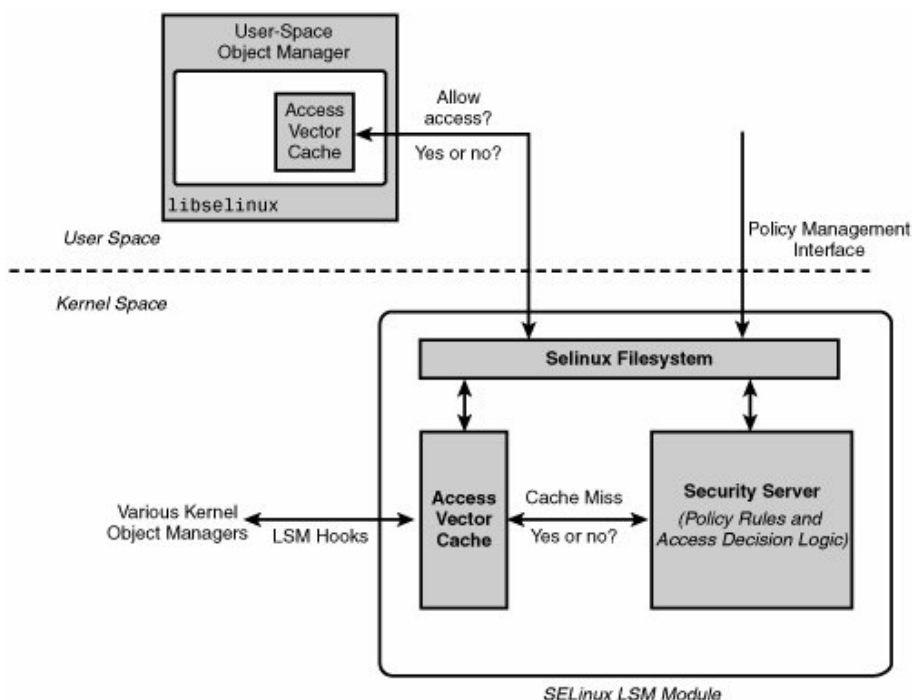 User-Space
Object Manager
Access
Vector
Cache
libselinux
Allow
access?
Yes or no?
Policy Management
Interface
User Space
Kernel Space
Selinux Filesystem
Various Kernel
Object Managers
LSM Hooks
Access
Vector
Cache
Cache Miss
Yes or no?
Security Server
(Policy Rules and
Access Decision Logic)
SELinux LSM Module